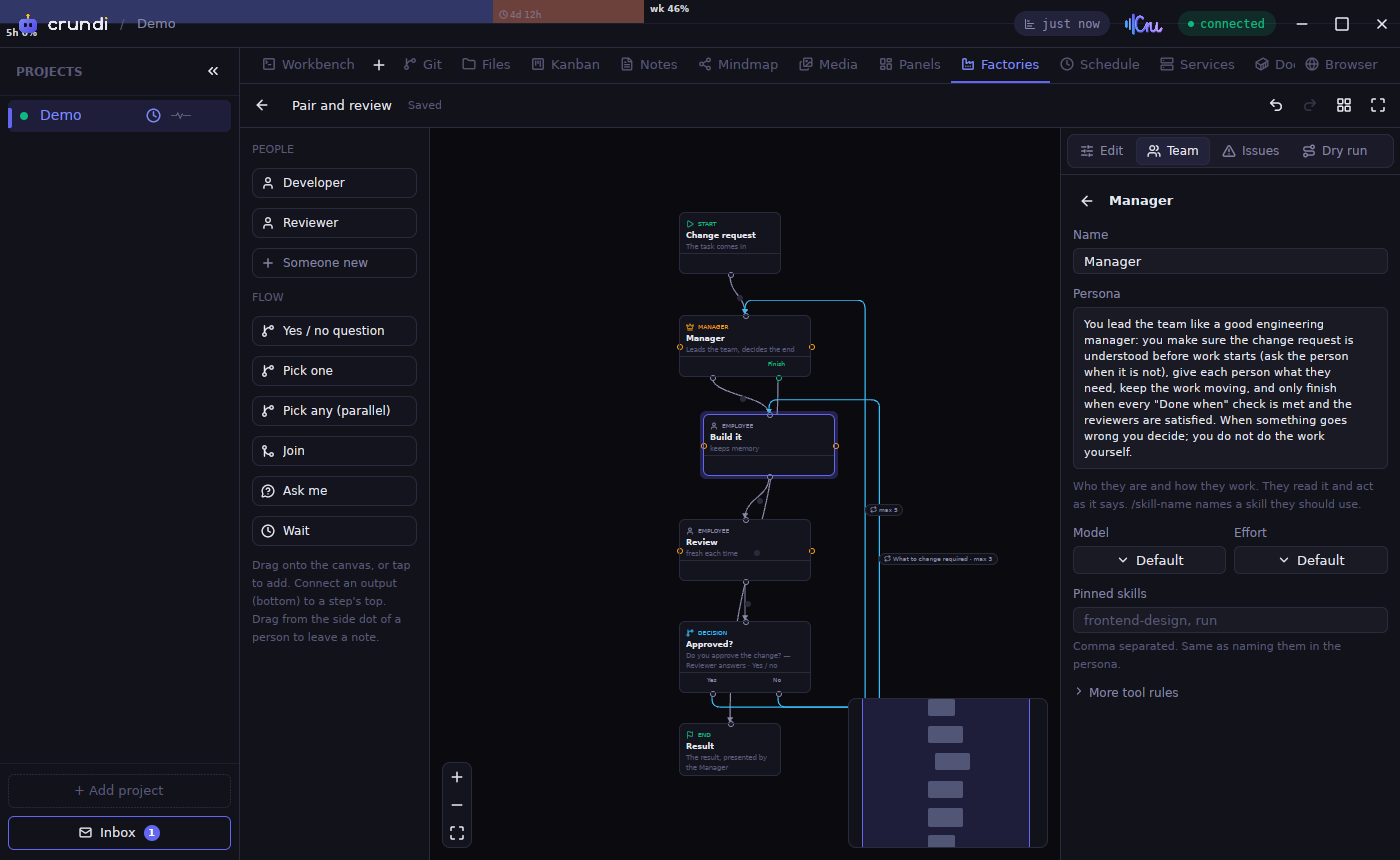 4d 12h
wk 46%
crundi / Demo
just now
Cru
connected
PROJECTS
Workbench
Git
Files
Kanban
Notes
Mindmap
Media
Panels
Factories
Schedule
Services
Browser
Demo
Pair and review
Saved
PEOPLE
Developer
Reviewer
Someone new
FLOW
Yes / no question
Pick one
Pick any (parallel)
Join
Ask me
Wait
Drag onto the canvas, or tap
to add. Connect an output
(bottom) to a step's top.
Drag from the side dot of a
person to leave a note.
START
Change request
The task comes in
MANAGER
Manager
Leads the team, decides the end
Finish
EMPLOYEE
Build it
keeps memory
EMPLOYEE
Review
fresh each time
max 5
What to change required · max 3
DECISION
Approved?
Do you approve the change? —
Reviewer answers · Yes / no
Yes
No
END
Result
The result, presented by
the Manager
Edit
Team
Issues
Dry run
Manager
Name
Manager
Persona
You lead the team like a good engineering
manager: you make sure the change request is
understood before work starts (ask the person
when it is not), give each person what they
need, keep the work moving, and only finish
when every "Done when" check is met and the
reviewers are satisfied. When something goes
wrong you decide; you do not do the work
yourself.
Who they are and how they work. They read it and act
as it says. /skill-name names a skill they should use.
Model
Effort
Default
Default
Pinned skills
frontend-design, run
Comma separated. Same as naming them in the
persona.
More tool rules
+ Add project
Inbox 1